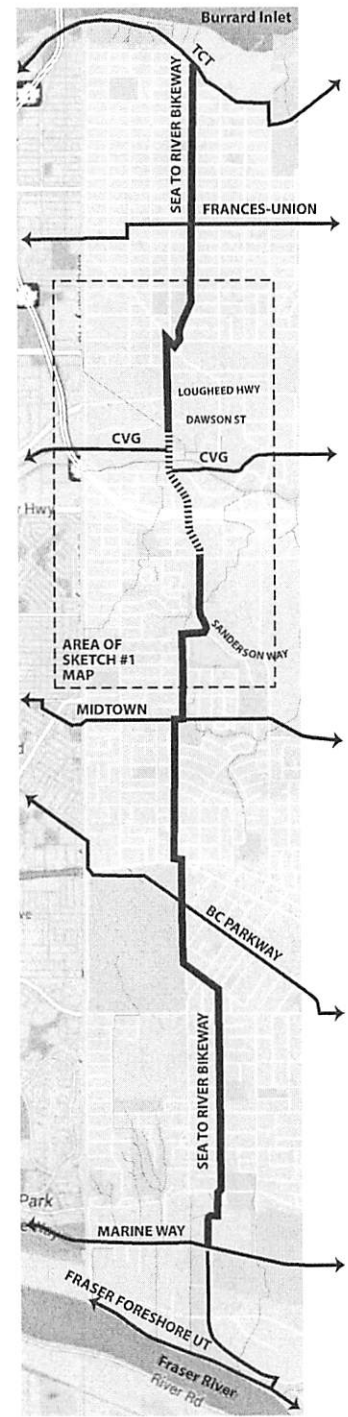 Burrard Inlet
TCT
SEA TO RIVER BIKEWAY
FRANCES-UNION
LOUGHEED HWY
DAWSON ST
CVG
CVG
Hwy
SANDERSON WAY
AREA OF
SKETCH #1
MAP
MIDTOWN
BC PARKWAY
SEA TO RIVER BIKEWAY
Park
MARINE WAY
FRASER FORESHORE UT
Fraser River
River Rd